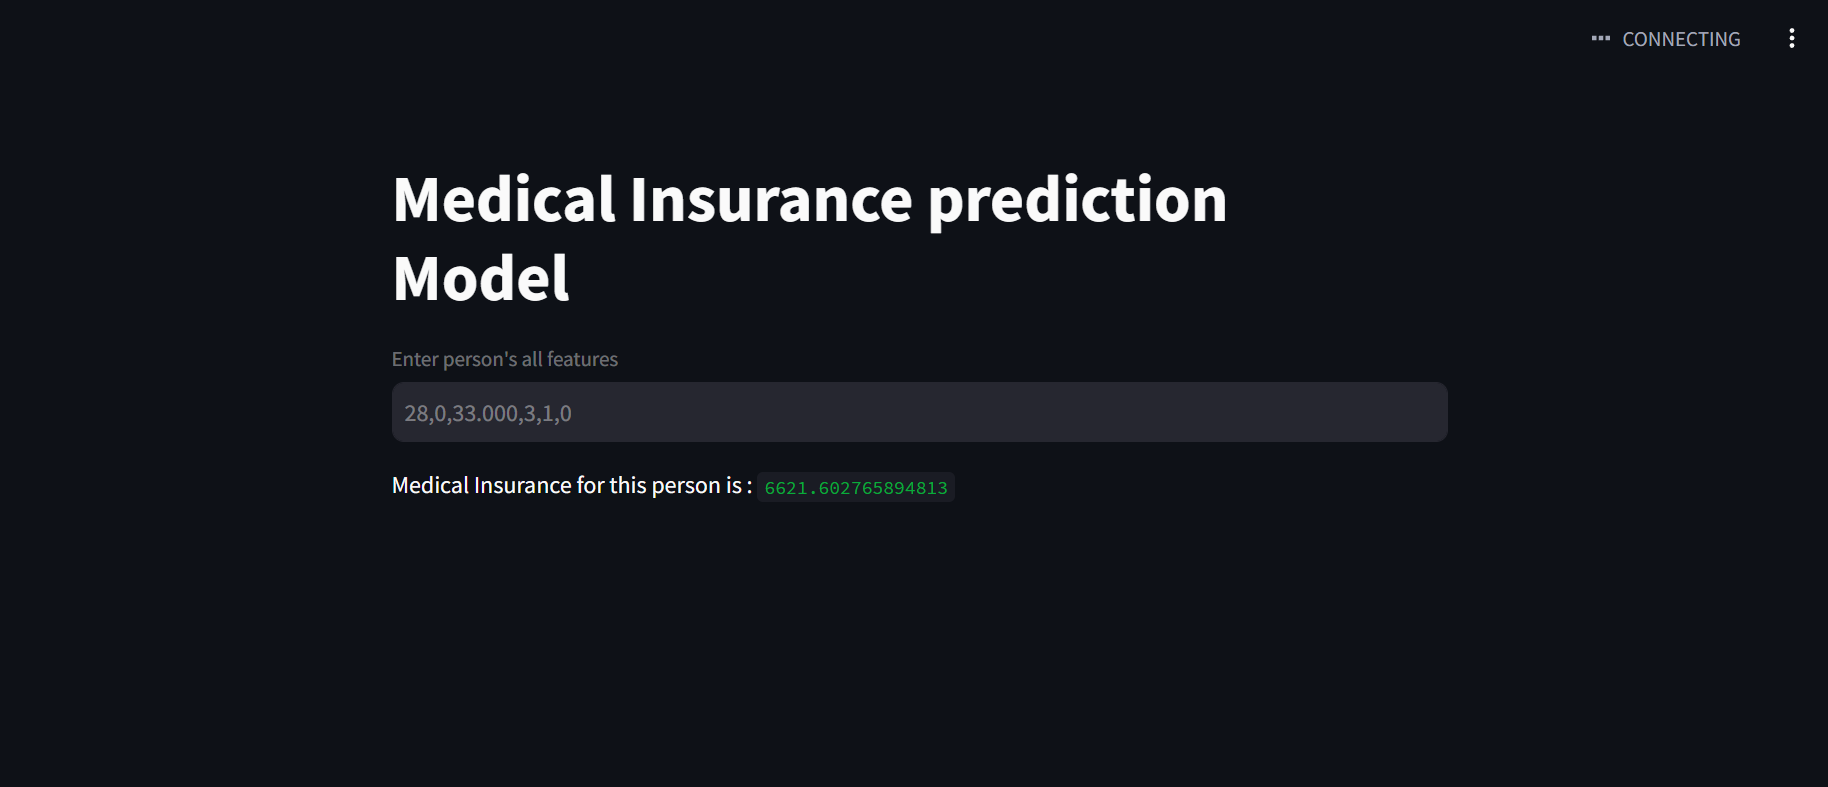 CONNECTING
Medical Insurance prediction
Model
Enter person's all features
28,0,33.000,3,1,0
Medical Insurance for this person is : 6621.602765894813